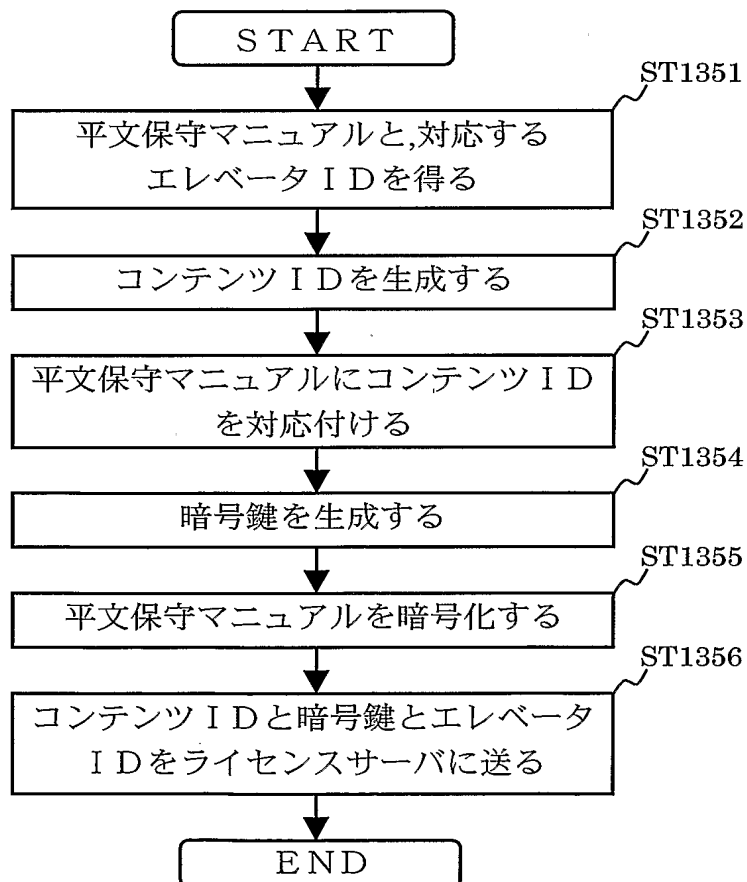 START
ST1351
平文保守マニュアルと,対応する
エレベータＩＤを得る
ST1352
コンテンツＩＤを生成する
ST1353
平文保守マニュアルにコンテンツＩＤ
を対応付ける
ST1354
暗号鍵を生成する
ST1355
平文保守マニュアルを暗号化する
ST1356
コンテンツＩＤと暗号鍵とエレベータ
ＩＤをライセンスサーバに送る
END